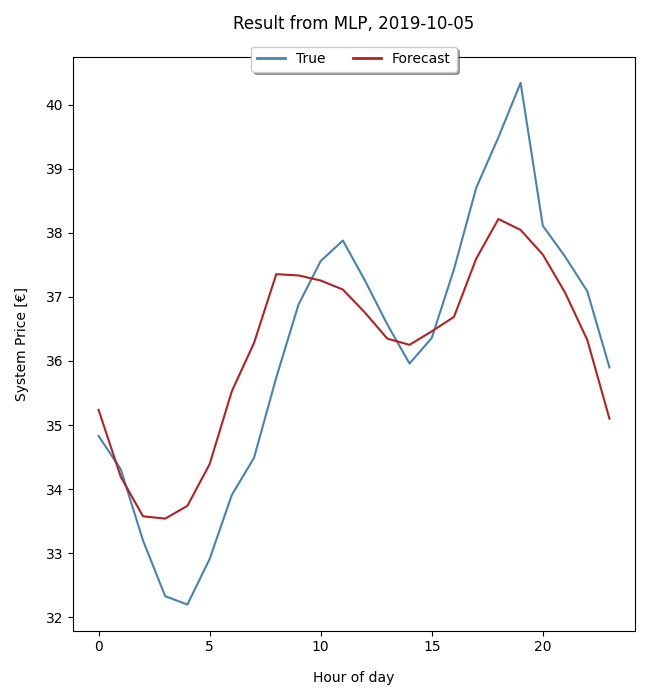 Result from MLP, 2019-10-05
True Forecast
40
39
38
37
36
35
34
33
32
System Price [€]
0 5 10 15 20
Hour of day